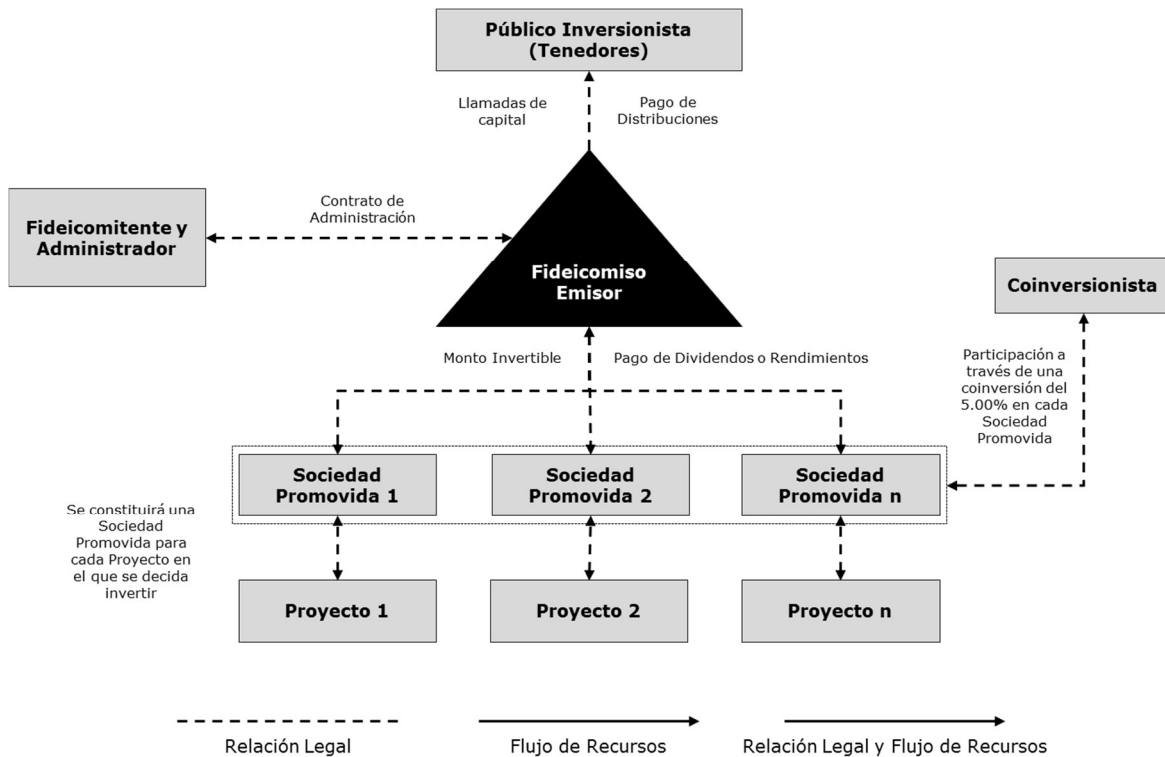 Público Inversionista
(Tenedores)
Llamadas de
capital
Pago de
Distribuciones
Fideicomitente y
Administrador
Contrato de
Administración
Fideicomiso
Emisor
Coinversionista
Monto Invertible
Pago de Dividendos o Rendimientos
Participación a
través de una
coinversión del
5.00% en cada
Sociedad
Promovida
Sociedad
Promovida 1
Sociedad
Promovida 2
Sociedad
Promovida n
Se constituirá una
Sociedad
Promovida para
cada Proyecto en
el que se decida
invertir
Proyecto 1
Proyecto 2
Proyecto n
Relación Legal
Flujo de Recursos
Relación Legal y Flujo de Recursos